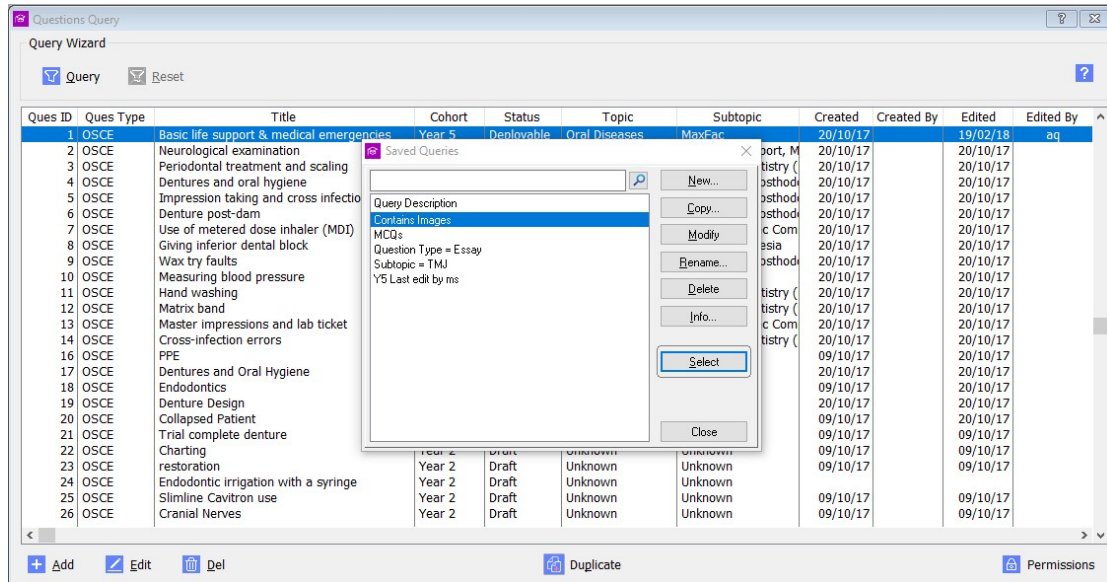 Questions Query
Query Wizard
Query Reset
Ques ID Ques Type Title Cohort Status Topic Subtopic Created Created By Edited Edited By
1 OSCE Basic life support & medical emergencies Year 5 Deployable Oral Diseases MaxFac 20/10/17 19/02/18 aq
2 OSCE Neurological examination port, M 20/10/17 20/10/17
3 OSCE Periodontal treatment and scaling tistry ( 20/10/17 20/10/17
4 OSCE Dentures and oral hygiene osthod 20/10/17 20/10/17
5 OSCE Impression taking and cross infectio osthod 20/10/17 20/10/17
6 OSCE Denture post-dam osthod 20/10/17 20/10/17
7 OSCE Use of metered dose inhaler (MDI) c Com 20/10/17 20/10/17
8 OSCE Giving inferior dental block esia 20/10/17 20/10/17
9 OSCE Wax try faults osthod 20/10/17 20/10/17
10 OSCE Measuring blood pressure 20/10/17 20/10/17
11 OSCE Hand washing tistry ( 20/10/17 20/10/17
12 OSCE Matrix band tistry ( 20/10/17 20/10/17
13 OSCE Master impressions and lab ticket c Com 20/10/17 20/10/17
14 OSCE Cross-infection errors tistry ( 20/10/17 20/10/17
16 OSCE PPE 09/10/17 20/10/17
17 OSCE Dentures and Oral Hygiene 20/10/17 20/10/17
18 OSCE Endodontics 09/10/17 20/10/17
19 OSCE Denture Design 20/10/17 20/10/17
20 OSCE Collapsed Patient 09/10/17 09/10/17
21 OSCE Trial complete denture 09/10/17 09/10/17
22 OSCE Charting Year 2 Draft Unknown Unknown 09/10/17 09/10/17
23 OSCE restoration Year 2 Draft Unknown Unknown 09/10/17 09/10/17
24 OSCE Endodontic irrigation with a syringe Year 2 Draft Unknown Unknown
25 OSCE Slimline Cavitron use Year 2 Draft Unknown Unknown 09/10/17 09/10/17
26 OSCE Cranial Nerves Year 2 Draft Unknown Unknown 09/10/17 09/10/17
Saved Queries
New...
Query Description
Copy...
Contains Images
MCQs
Modify
Question Type = Essay
Subtopic = TMJ
Rename...
Y5 Last edit by ms
Delete
Info...
Select
Close
Add Edit Del Duplicate Permissions